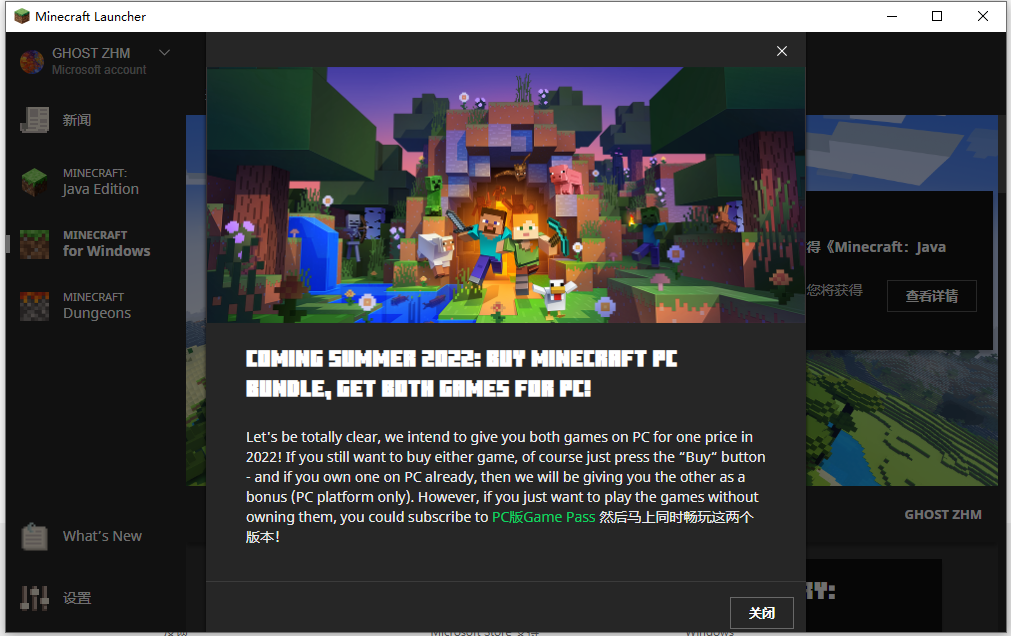 Minecraft Launcher
GHOST ZHM
Microsoft account
新闻
MINECRAFT:
Java Edition
MINECRAFT
for Windows
MINECRAFT
Dungeons
What's New
设置
COMING SUMMER 2022: BUY MINECRAFT PC
BUNDLE, GET BOTH GAMES FOR PC!
Let's be totally clear, we intend to give you both games on PC for one price in
2022! If you still want to buy either game, of course just press the “Buy” button
- and if you own one on PC already, then we will be giving you the other as a
bonus (PC platform only). However, if you just want to play the games without
owning them, you could subscribe to PC版Game Pass 然后马上同时畅玩这两个
版本！
关闭
得《Minecraft：Java
您将获得
查看详情
GHOST ZHM
RY:
Microsoft Store
Windows